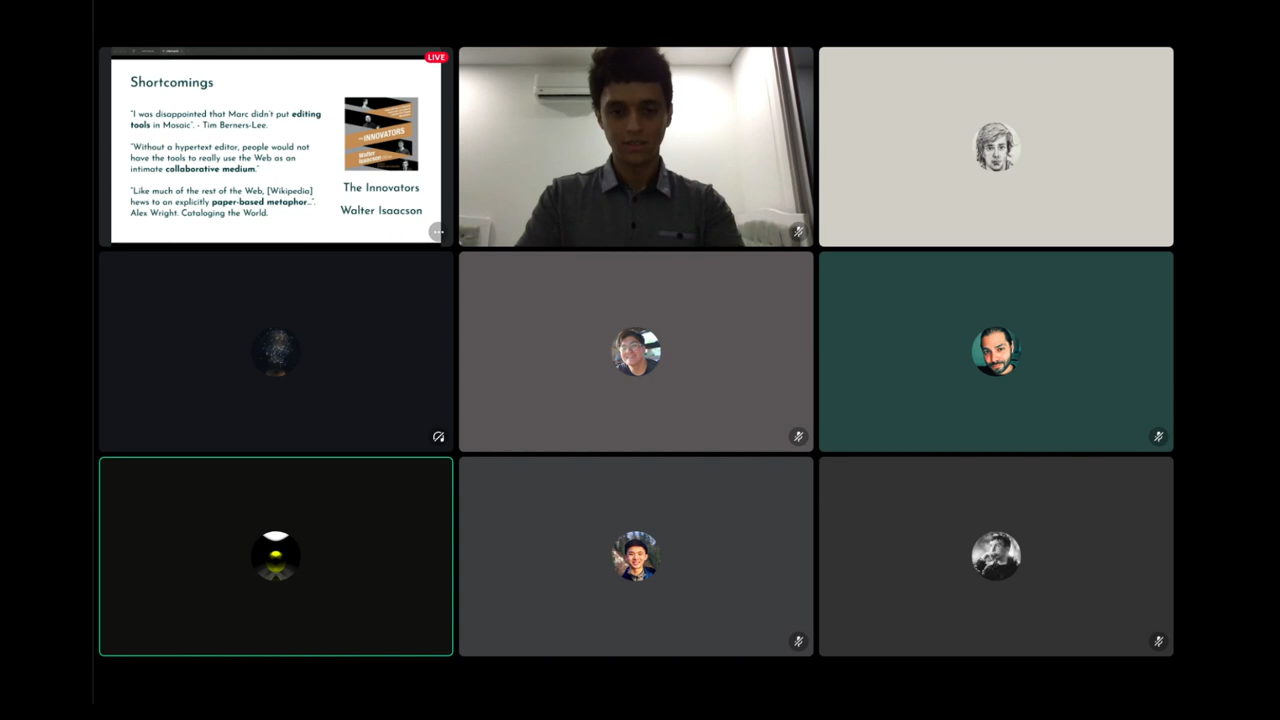 LIVE
Shortcomings
"I was disappointed that Marc didn't put editing
tools in Mosaic". - Tim Berners-Lee.
"Without a hypertext editor, people would not
have the tools to really use the Web as an
intimate collaborative medium."
"Like much of the rest of the Web, [Wikipedia]
hews to an explicitly paper-based metaphor..".
Alex Wright. Cataloging the World.
INNOVATORS
Walter
Isaacson
The Innovators
Walter Isaacson